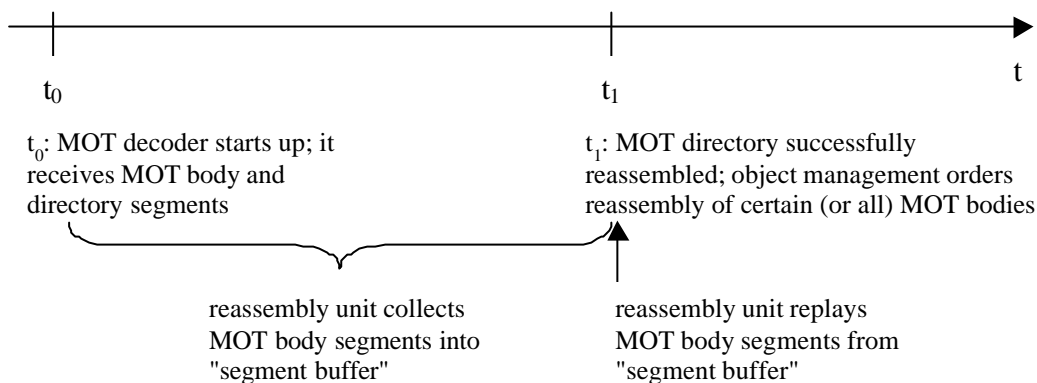 t
t0
t1
t0: MOT decoder starts up; it
receives MOT body and
directory segments
t1: MOT directory successfully
reassembled; object management orders
reassembly of certain (or all) MOT bodies
reassembly unit collects
MOT body segments into
"segment buffer"
reassembly unit replays
MOT body segments from
"segment buffer"